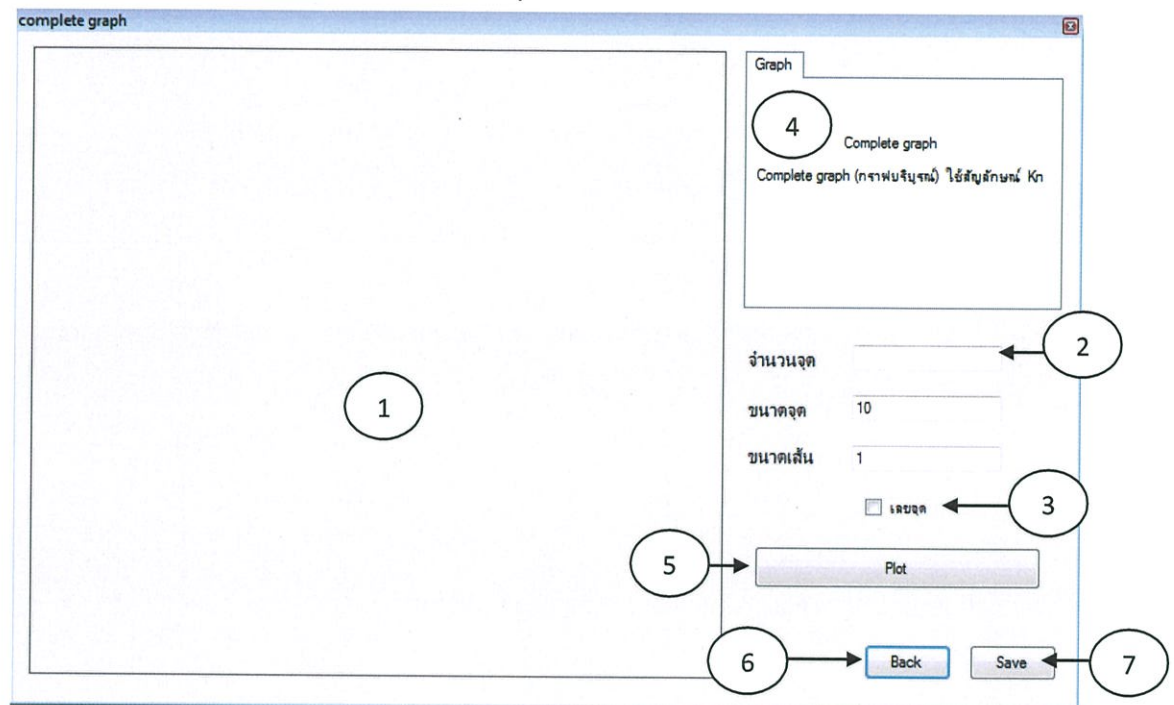 complete graph
Graph
4
Complete graph
Complete graph (กราฟบริบูรณ์) ใช้สัญลักษณ์ Kn
1
จำนวนจุด
2
ขนาดจุด 10
ขนาดเส้น 1
เลขจุด
3
5
Plot
6
Back
Save
7